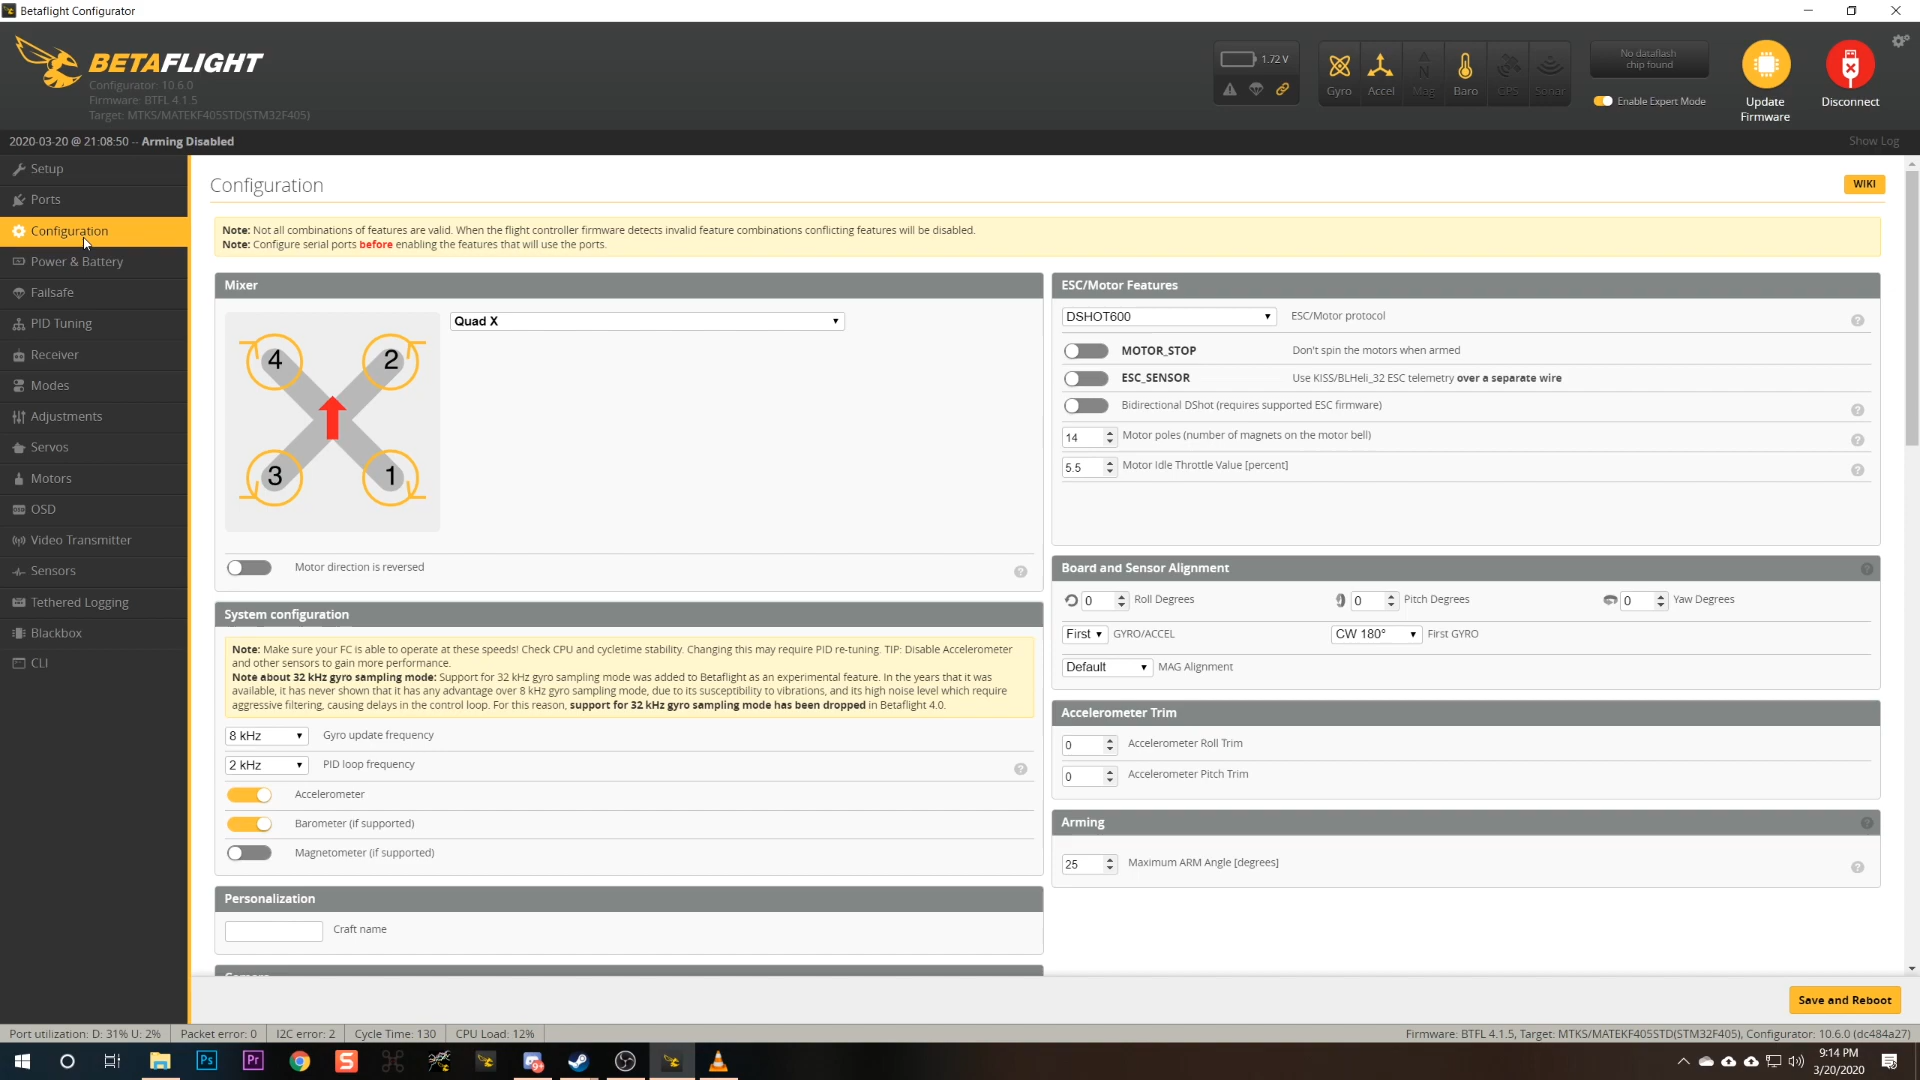 Betaflight Configurator
BETAFLIGHT
Configurator: 10.6.0
Firmware: BTFL 4.1.5
Target: MTKS/MATEKF405STD(STM32F405)
1.72 V
Gyro
Accel
Mag
Baro
GPS
Sonar
No dataflash
chip found
Enable Expert Mode
Update
Firmware
Disconnect
2020-03-20 @ 21:08:50 -- Arming Disabled
Show Log
Setup
Ports
Configuration
Power & Battery
Failsafe
PID Tuning
Receiver
Modes
Adjustments
Servos
Motors
OSD
Video Transmitter
Sensors
Tethered Logging
Blackbox
CLI
Configuration
WIKI
Note: Not all combinations of features are valid. When the flight controller firmware detects invalid feature combinations conflicting features will be disabled.
Note: Configure serial ports before enabling the features that will use the ports.
Mixer
4
2
3
1
Quad X
Motor direction is reversed
System configuration
Note: Make sure your FC is able to operate at these speeds! Check CPU and cycletime stability. Changing this may require PID re-tuning. TIP: Disable Accelerometer
and other sensors to gain more performance.
Note about 32 kHz gyro sampling mode: Support for 32 kHz gyro sampling mode was added to Betaflight as an experimental feature. In the years that it was
available, it has never shown that it has any advantage over 8 kHz gyro sampling mode, due to its susceptibility to vibrations, and its high noise level which require
aggressive filtering, causing delays in the control loop. For this reason, support for 32 kHz gyro sampling mode has been dropped in Betaflight 4.0.
8 kHz Gyro update frequency
2 kHz PID loop frequency
Accelerometer
Barometer (if supported)
Magnetometer (if supported)
Personalization
Craft name
ESC/Motor Features
DSHOT600 ESC/Motor protocol
MOTOR_STOP Don't spin the motors when armed
ESC_SENSOR Use KISS/BLHeli_32 ESC telemetry over a separate wire
Bidirectional DShot (requires supported ESC firmware)
14 Motor poles (number of magnets on the motor bell)
5.5 Motor Idle Throttle Value [percent]
Board and Sensor Alignment
0 Roll Degrees 0 Pitch Degrees 0 Yaw Degrees
First GYRO/ACCEL CW 180° First GYRO
Default MAG Alignment
Accelerometer Trim
0 Accelerometer Roll Trim
0 Accelerometer Pitch Trim
Arming
25 Maximum ARM Angle [degrees]
Save and Reboot
Port utilization: D: 31% U: 2% Packet error: 0 I2C error: 2 Cycle Time: 130 CPU Load: 12%
Firmware: BTFL 4.1.5, Target: MTKS/MATEKF405STD(STM32F405), Configurator: 10.6.0 (dc484a27)
Ps
Pr
S
9+
9:14 PM
3/20/2020